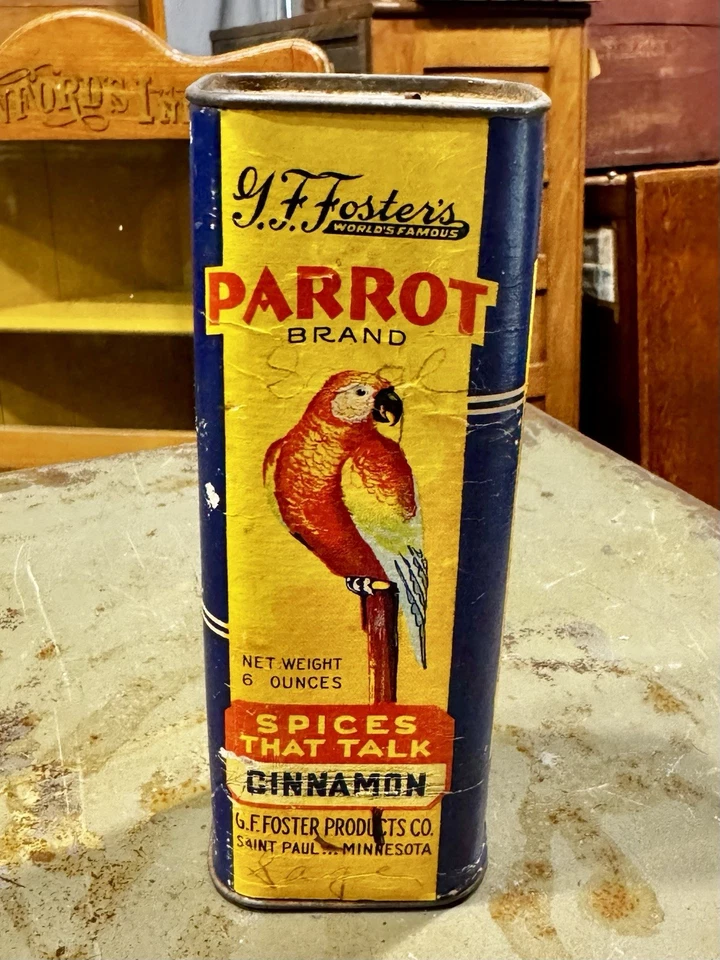 G.F. Foster's
WORLD'S FAMOUS
PARROT
BRAND
NET WEIGHT
6 OUNCES
SPICES
THAT TALK
CINNAMON
G.F. FOSTER PRODUCTS CO.
SAINT PAUL... MINNESOTA
Sage